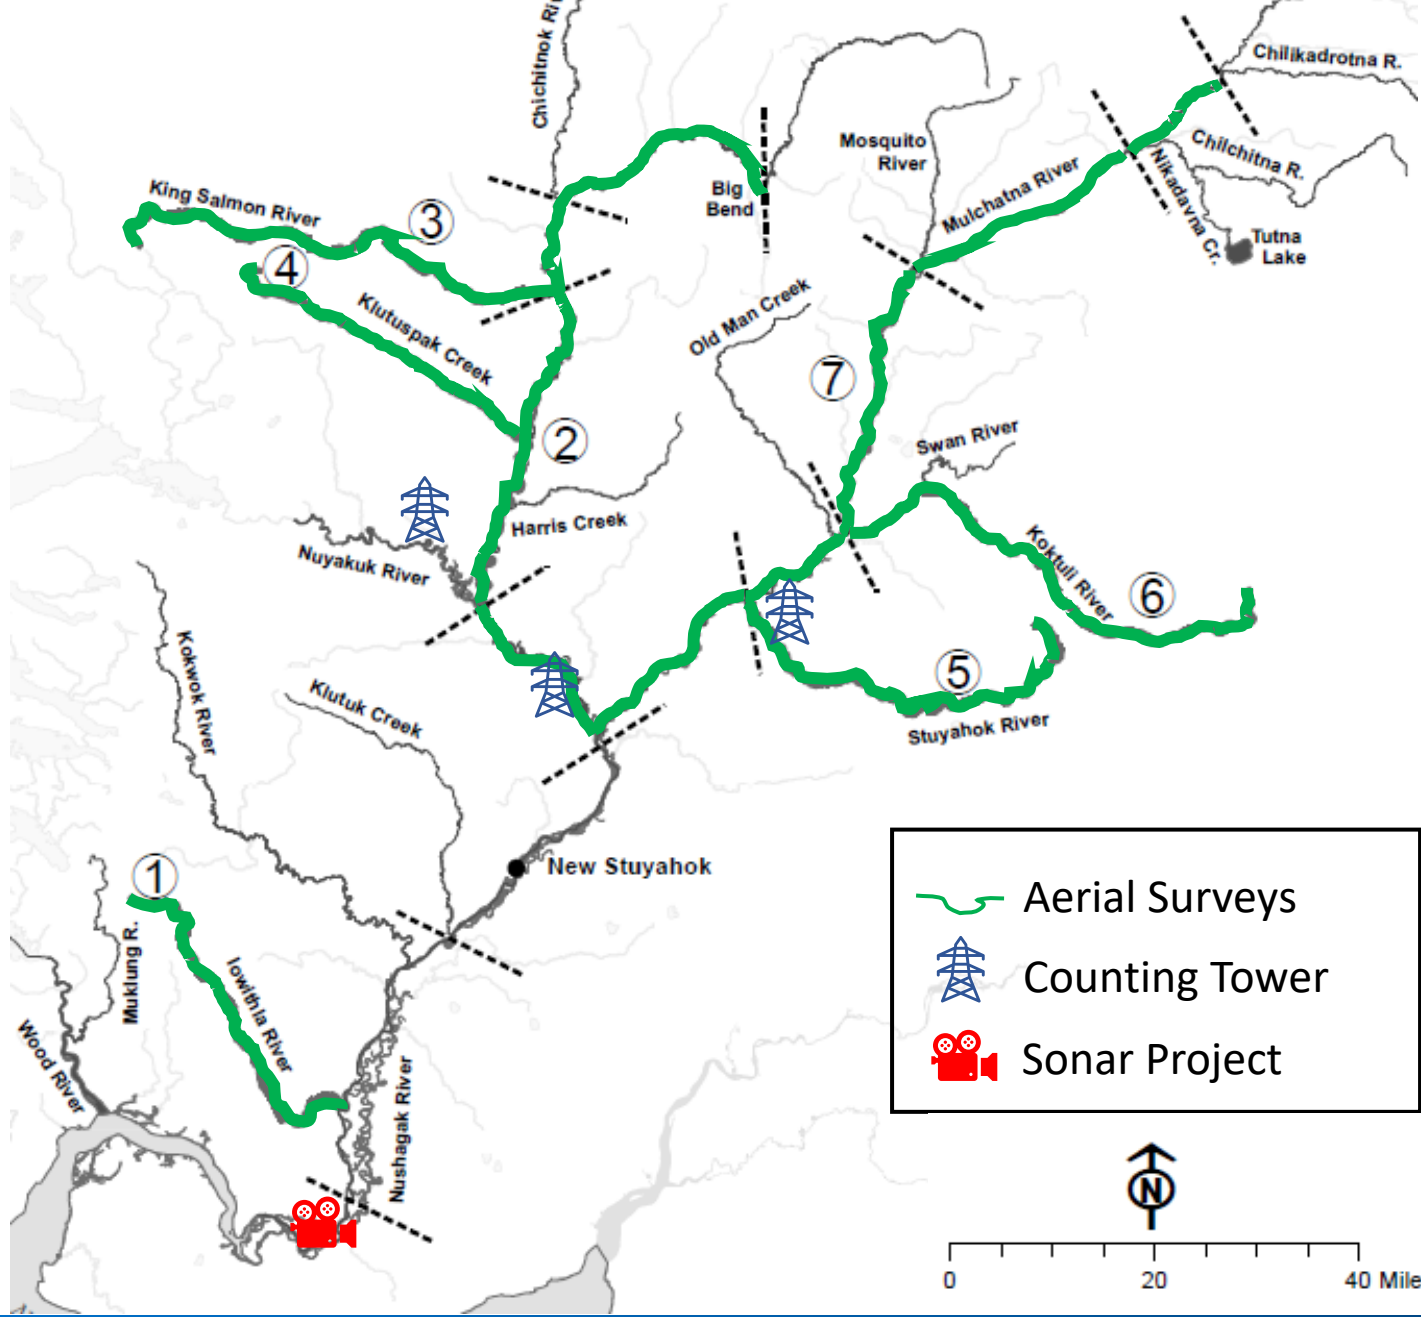 Chichitnok Riv
Chilikadrotna R.
Mosquito
River
Chilchitna R.
Nikadavna Cr.
Mulchatna River
Big
Bend
King Salmon River
3
4
Tutna
Lake
Klutuspak Creek
Old Man Creek
7
2
Swan River
Harris Creek
Nuyakuk River
Koktuli River
6
5
Stuyahok River
Kokwok River
Klutuk Creek
New Stuyahok
1
Muklung R.
Iowithla River
Wood River
Nushagak River
Aerial Surveys
Counting Tower
Sonar Project
N
0 20 40 Mile